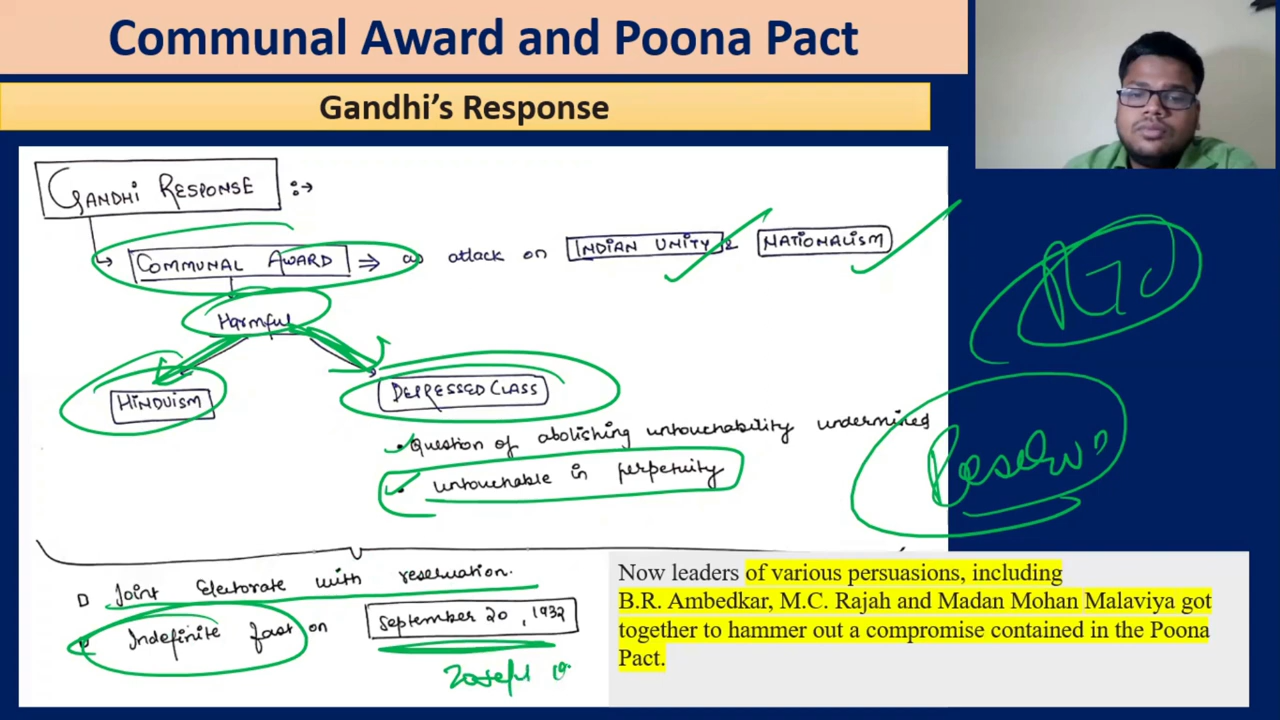 Communal Award and Poona Pact
Gandhi's Response
GANDHI RESPONSE :→
COMMUNAL AWARD ⇒ as attack on INDIAN UNITY & NATIONALISM
Harmful
HINDUISM
DEPRESSED CLASS
• Question of abolishing untouchability undermined
• untouchable in perpetuity
Joint Electorate with reservation.
Indefinite fast on September 20, 1932
Now leaders of various persuasions, including
B.R. Ambedkar, M.C. Rajah and Madan Mohan Malaviya got
together to hammer out a compromise contained in the Poona
Pact.